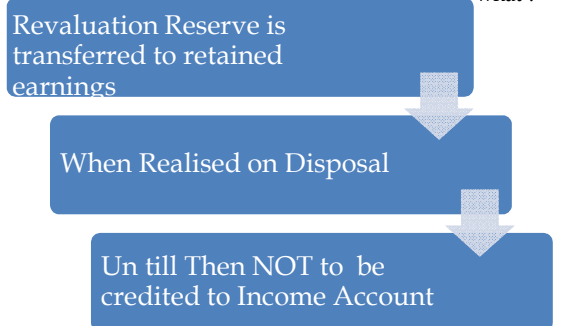 Revaluation Reserve is
transferred to retained
earnings
When Realised on Disposal
Un till Then NOT to be
credited to Income Account